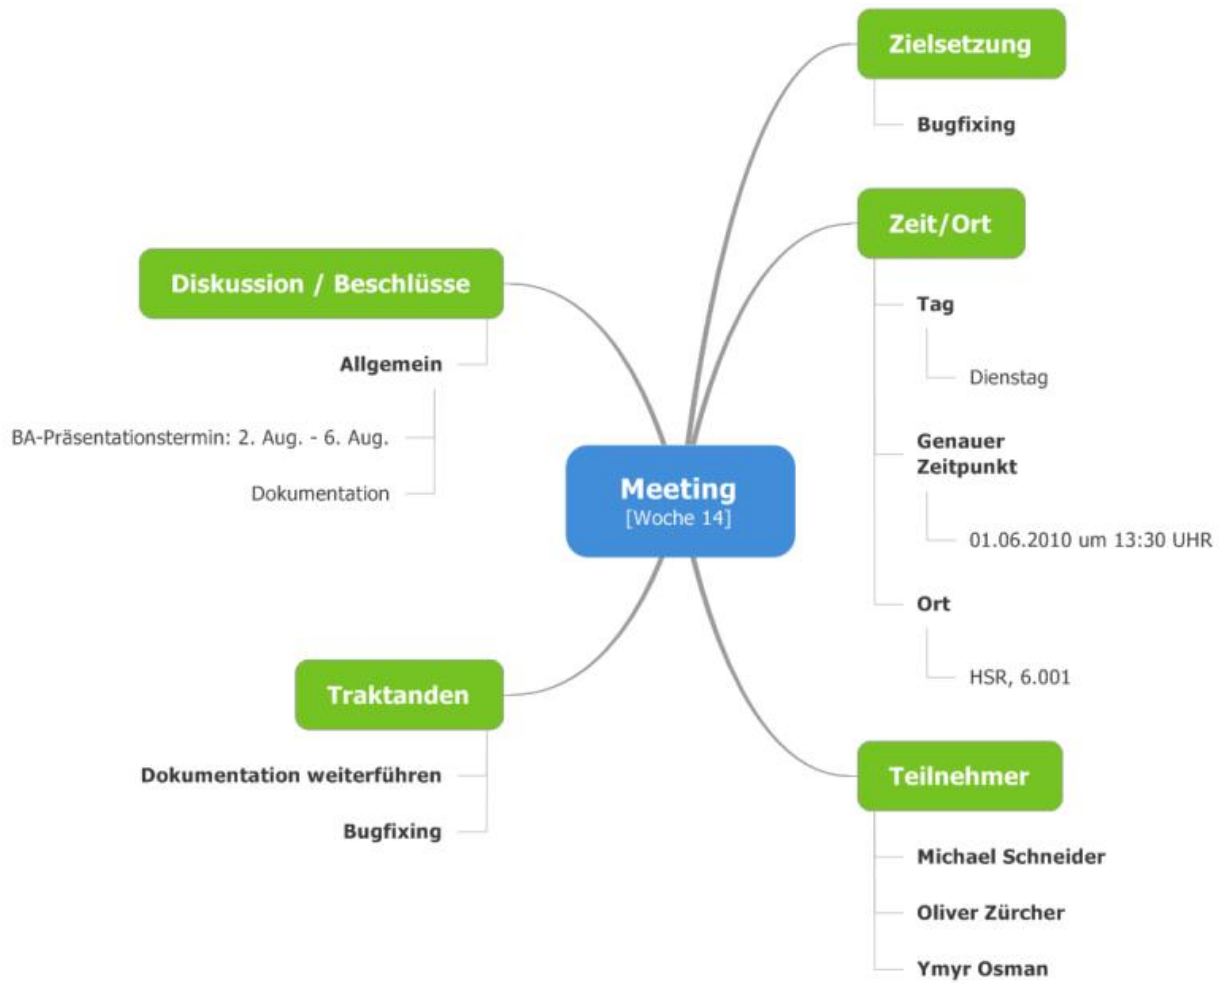 Zielsetzung
Bugfixing
Zeit/Ort
Tag
Dienstag
Genauer
Zeitpunkt
01.06.2010 um 13:30 UHR
Ort
HSR, 6.001
Teilnehmer
Michael Schneider
Oliver Zürcher
Ymyr Osman
Meeting
[Woche 14]
Diskussion / Beschlüsse
Allgemein
BA-Präsentationstermin: 2. Aug. - 6. Aug.
Dokumentation
Traktanden
Dokumentation weiterführen
Bugfixing